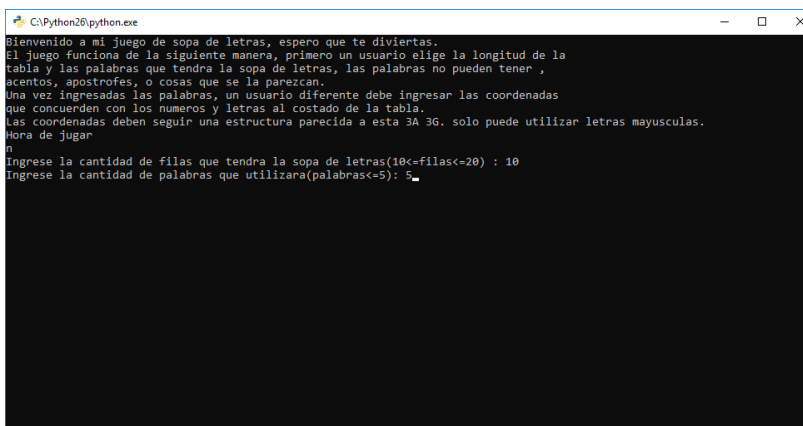 C:\Python26\python.exe
Bienvenido a mi juego de sopa de letras, espero que te diviertas.
El juego funciona de la siguiente manera, primero un usuario elige la longitud de la
tabla y las palabras que tendra la sopa de letras, las palabras no pueden tener ,
acentos, apostrofes, o cosas que se la parezcan.
Una vez ingresadas las palabras, un usuario diferente debe ingresar las coordenadas
que concuerden con los numeros y letras al costado de la tabla.
Las coordenadas deben seguir una estructura parecida a esta 3A 3G. solo puede utilizar letras mayusculas.
Hora de jugar
n
Ingrese la cantidad de filas que tendra la sopa de letras(10<=filas<=20) : 10
Ingrese la cantidad de palabras que utilizara(palabras<=5): 5